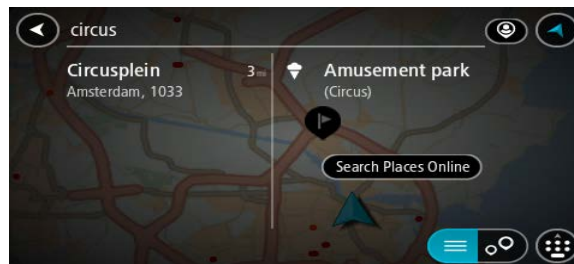 circus
Circusplein
3 mi
Amsterdam, 1033
Amusement park
(Circus)
Search Places Online